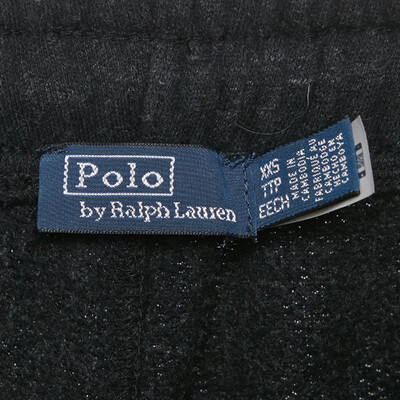 Polo
by Ralph Lauren
XXS
TTP
EECH
MADE IN
CAMBODIA
FABRIQUÉ AU
CAMBODGE
HECHO EN
CAMBOYA